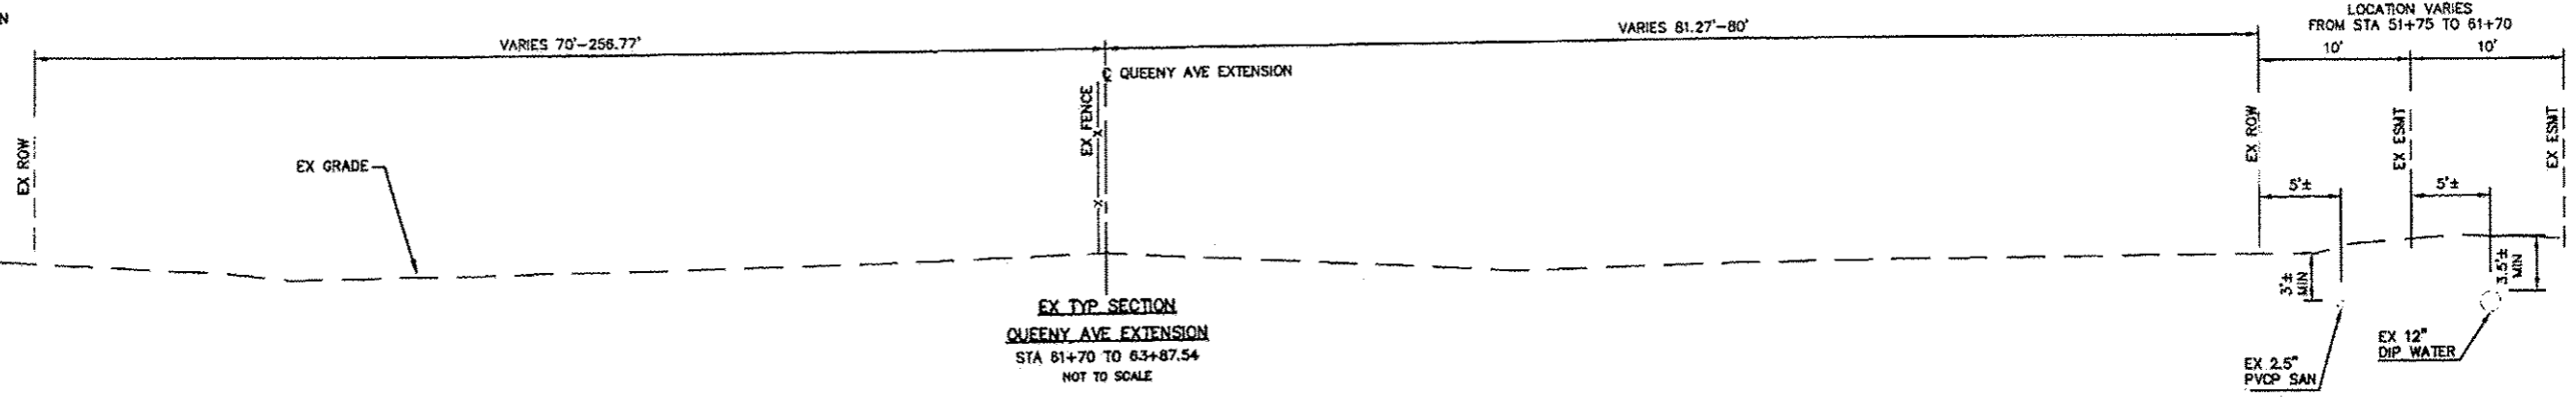 N
VARIES 70'-256.77'
VARIES 81.27'-80'
LOCATION VARIES
FROM STA 51+75 TO 61+70
10'
10'
℄ QUEENY AVE EXTENSION
EX ROW
EX GRADE
EX FENCE
X
X
EX ROW
EX ESMT
EX ESMT
5'±
5'±
3'±
MIN
3.5'±
MIN
EX TYP SECTION
QUEENY AVE EXTENSION
STA 61+70 TO 63+87.54
NOT TO SCALE
EX 2.5"
PVCP SAN
EX 12"
DIP WATER